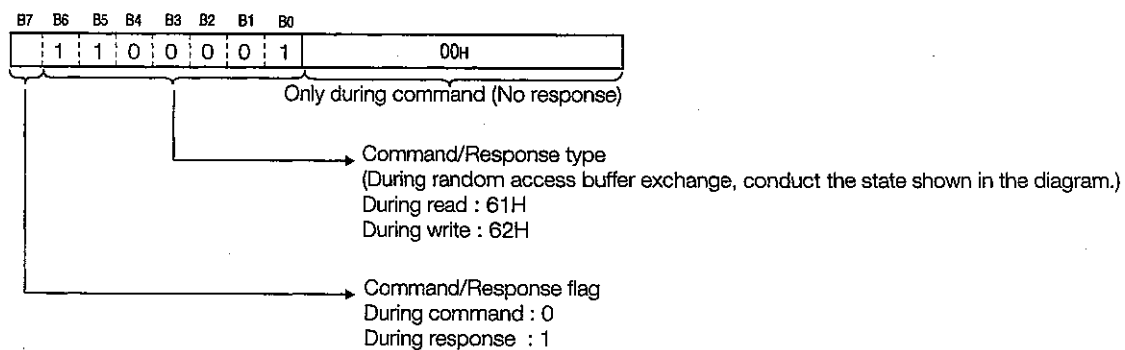 B7 B6 B5 B4 B3 B2 B1 B0
1 1 0 0 0 0 1 00H
Only during command (No response)
Command/Response type
(During random access buffer exchange, conduct the state shown in the diagram.)
During read : 61H
During write : 62H
Command/Response flag
During command : 0
During response : 1